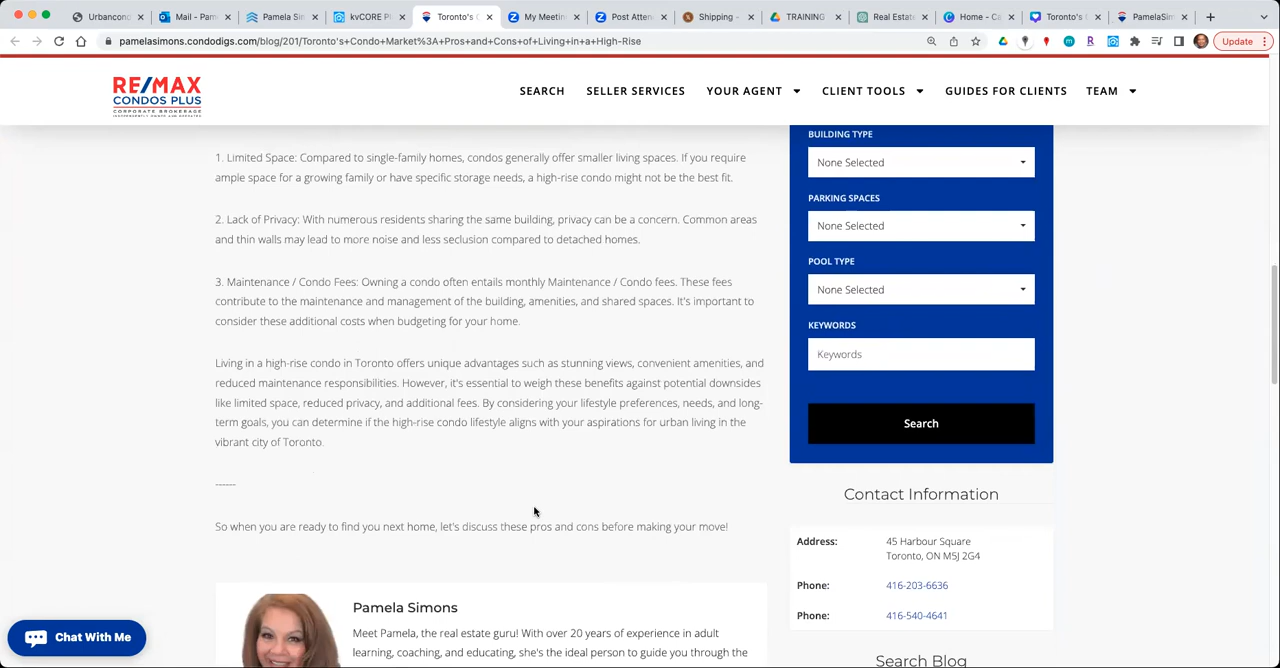 Urbancond
Mail - Pam
Pamela Sim
kvCORE P
Toronto's C
My Meetin
Post Atten
Shipping -
TRAINING
Real Estate
Home - Ca
Toronto's E
PamelaSim
pamelasimons.condodigs.com/blog/201/Toronto's+Condo+Market%3A+Pros+and+Cons+of+Living+in+a+High-Rise
Update
RE/MAX
CONDOS PLUS
CORPORATE BROKERAGE
INDEPENDENTLY OWNED AND OPERATED
SEARCH
SELLER SERVICES
YOUR AGENT
CLIENT TOOLS
GUIDES FOR CLIENTS
TEAM
1. Limited Space: Compared to single-family homes, condos generally offer smaller living spaces. If you require
ample space for a growing family or have specific storage needs, a high-rise condo might not be the best fit.
2. Lack of Privacy: With numerous residents sharing the same building, privacy can be a concern. Common areas
and thin walls may lead to more noise and less seclusion compared to detached homes.
3. Maintenance / Condo Fees: Owning a condo often entails monthly Maintenance / Condo fees. These fees
contribute to the maintenance and management of the building, amenities, and shared spaces. It's important to
consider these additional costs when budgeting for your home.
Living in a high-rise condo in Toronto offers unique advantages such as stunning views, convenient amenities, and
reduced maintenance responsibilities. However, it's essential to weigh these benefits against potential downsides
like limited space, reduced privacy, and additional fees. By considering your lifestyle preferences, needs, and long-
term goals, you can determine if the high-rise condo lifestyle aligns with your aspirations for urban living in the
vibrant city of Toronto.
------
So when you are ready to find you next home, let's discuss these pros and cons before making your move!
Pamela Simons
Meet Pamela, the real estate guru! With over 20 years of experience in adult
learning, coaching, and educating, she's the ideal person to guide you through the
Chat With Me
BUILDING TYPE
None Selected
PARKING SPACES
None Selected
POOL TYPE
None Selected
KEYWORDS
Keywords
Search
Contact Information
Address: 45 Harbour Square
Toronto, ON M5J 2G4
Phone: 416-203-6636
Phone: 416-540-4641
Search Blog